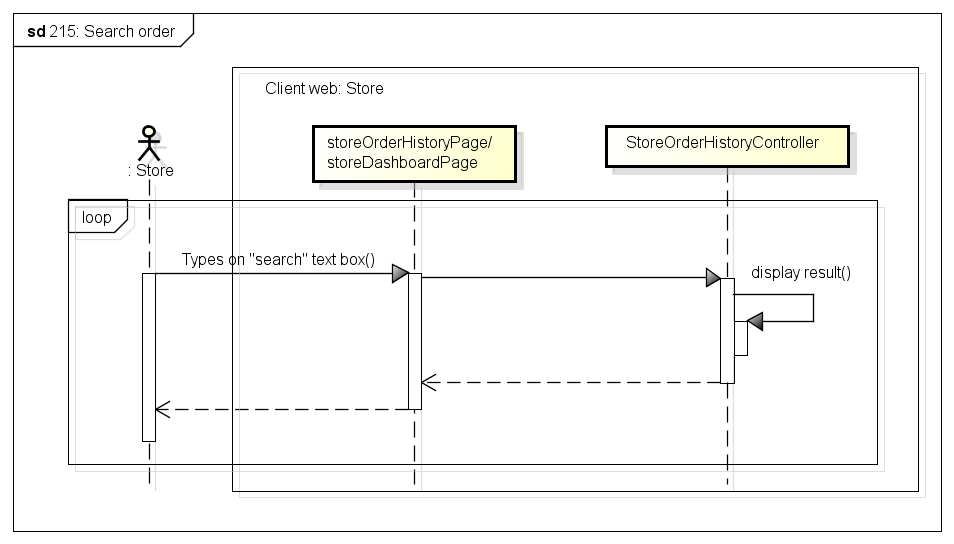 sd 215: Search order
Client web: Store
storeOrderHistoryPage/
storeDashboardPage
StoreOrderHistoryController
: Store
loop
Types on "search" text box()
display result()